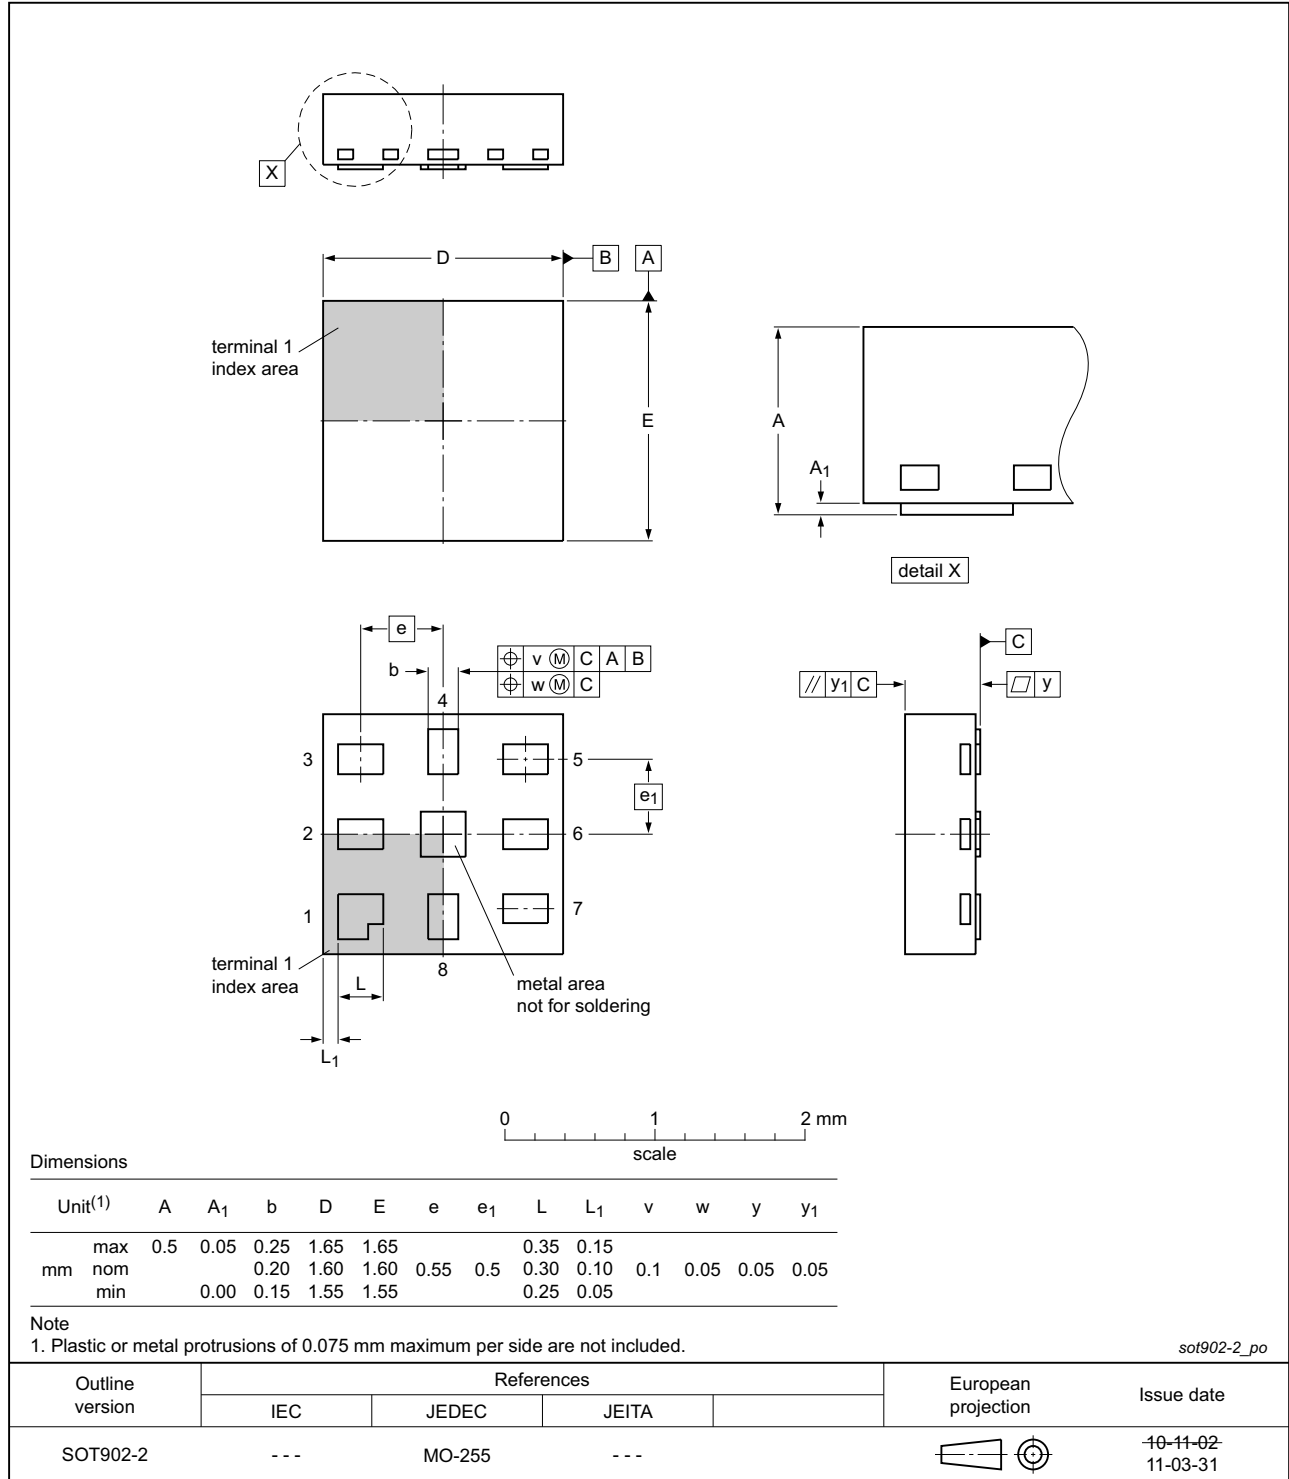 X
D B A
terminal 1
index area
E
A
A1
detail X
e
b
v M C A B
w M C
C
y1 C
y
4
3
5
e1
2
6
1
7
terminal 1
index area
8
L
metal area
not for soldering
L1
0 1 2 mm
scale
Dimensions
Unit(1) A A1 b D E e e1 L L1 v w y y1
max 0.5 0.05 0.25 1.65 1.65 0.35 0.15
mm nom 0.20 1.60 1.60 0.55 0.5 0.30 0.10 0.1 0.05 0.05 0.05
min 0.00 0.15 1.55 1.55 0.25 0.05
Note
1. Plastic or metal protrusions of 0.075 mm maximum per side are not included.
sot902-2_po
Outline
version
References
IEC JEDEC JEITA
European
projection
Issue date
SOT902-2 - - - MO-255 - - -
10-11-02
11-03-31